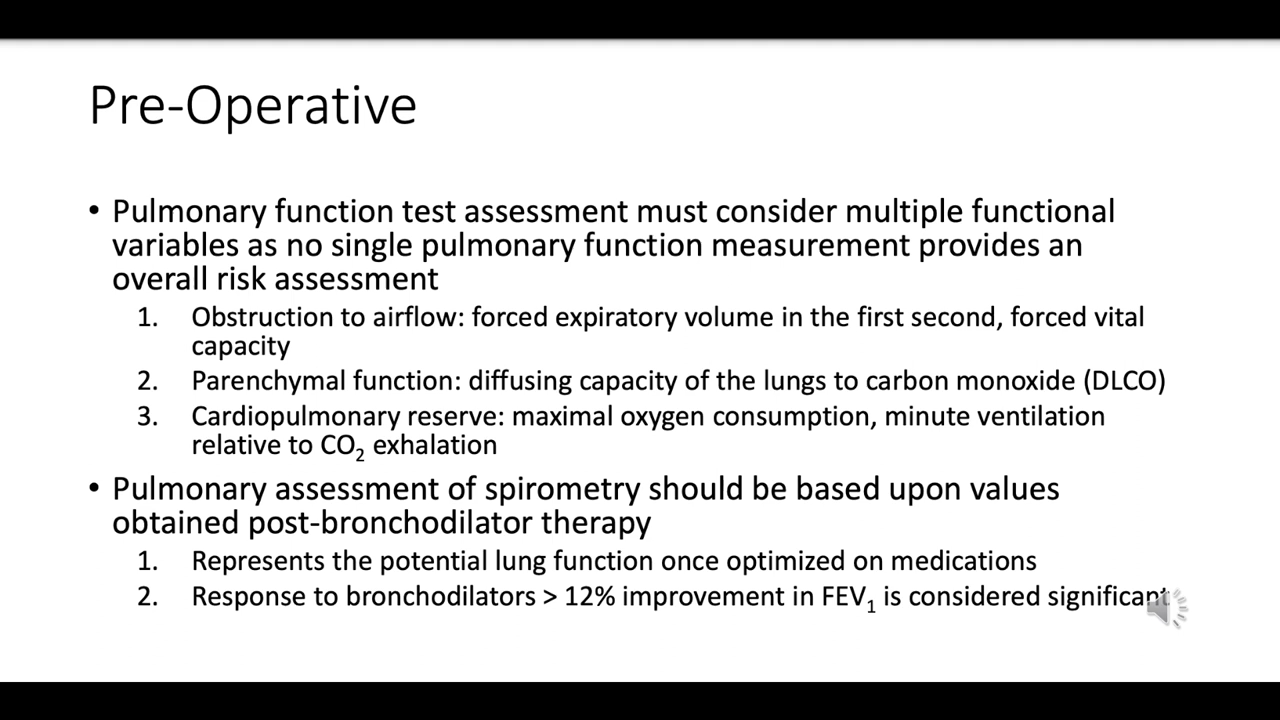 Pre-Operative
• Pulmonary function test assessment must consider multiple functional
variables as no single pulmonary function measurement provides an
overall risk assessment
1. Obstruction to airflow: forced expiratory volume in the first second, forced vital
capacity
2. Parenchymal function: diffusing capacity of the lungs to carbon monoxide (DLCO)
3. Cardiopulmonary reserve: maximal oxygen consumption, minute ventilation
relative to CO₂ exhalation
• Pulmonary assessment of spirometry should be based upon values
obtained post-bronchodilator therapy
1. Represents the potential lung function once optimized on medications
2. Response to bronchodilators > 12% improvement in FEV₁ is considered significant